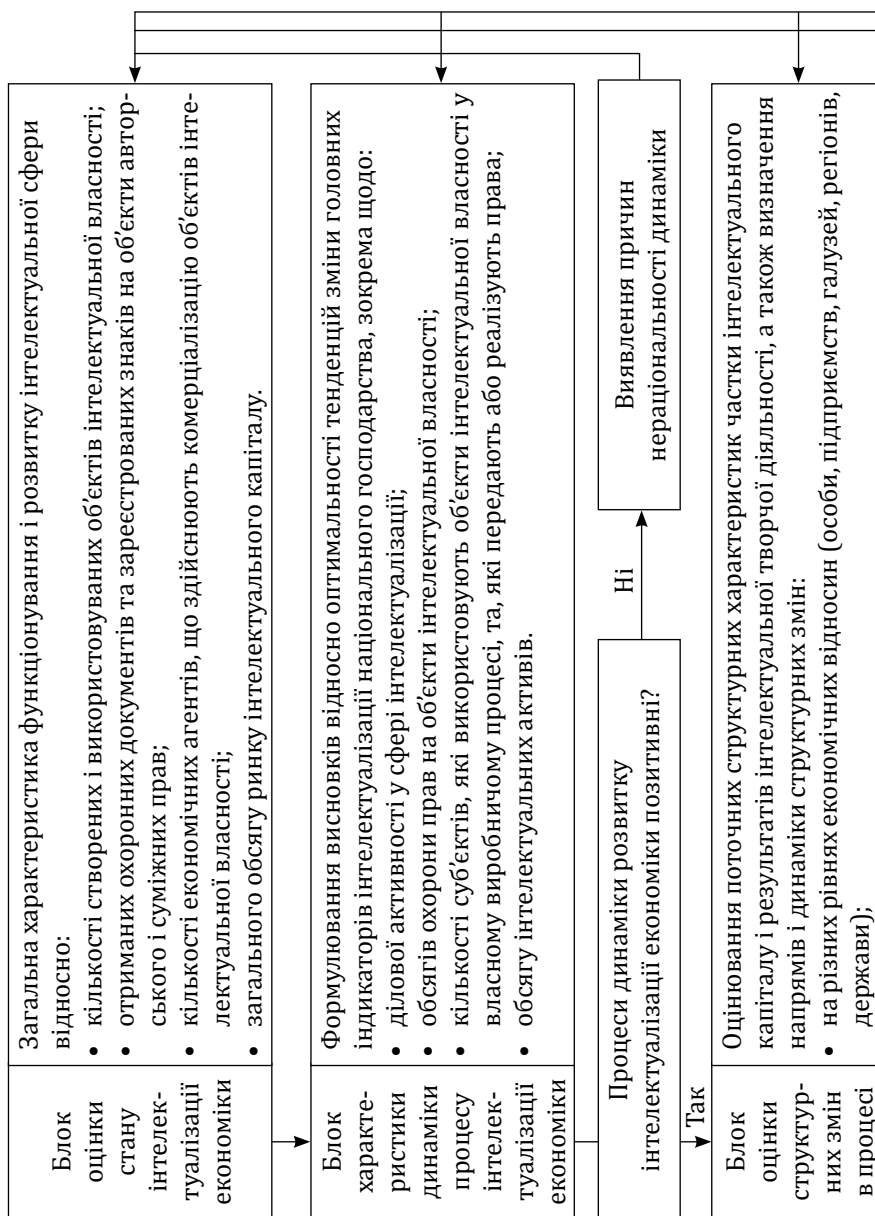 Блок
оцінки
стану
інтелек-
туалізації
економіки
Загальна характеристика функціонування і розвитку інтелектуальної сфери
відносно:
• кількості створених і використовуваних об’єктів інтелектуальної власності;
• отриманих охоронних документів та зареєстрованих знаків на об’єкти автор-
ського і суміжних прав;
• кількості економічних агентів, що здійснюють комерціалізацію об’єктів інте-
лектуальної власності;
• загального обсягу ринку інтелектуального капіталу.
Блок
характе-
ристики
динаміки
процесу
інтелек-
туалізації
економіки
Формулювання висновків відносно оптимальності тенденцій зміни головних
індикаторів інтелектуалізації національного господарства, зокрема щодо:
• ділової активності у сфері інтелектуалізації;
• обсягів охорони прав на об’єкти інтелектуальної власності;
• кількості суб’єктів, які використовують об’єкти інтелектуальної власності у
власному виробничому процесі, та, які передають або реалізують права;
• обсягу інтелектуальних активів.
Процеси динаміки розвитку
інтелектуалізації економіки позитивні?
Ні
Виявлення причин
нераціональності динаміки
Так
Блок
оцінки
структур-
них змін
в процесі
Оцінювання поточних структурних характеристик частки інтелектуального
капіталу і результатів інтелектуальної творчої діяльності, а також визначення
напрямів і динаміки структурних змін:
• на різних рівнях економічних відносин (особи, підприємств, галузей, регіонів,
держави);